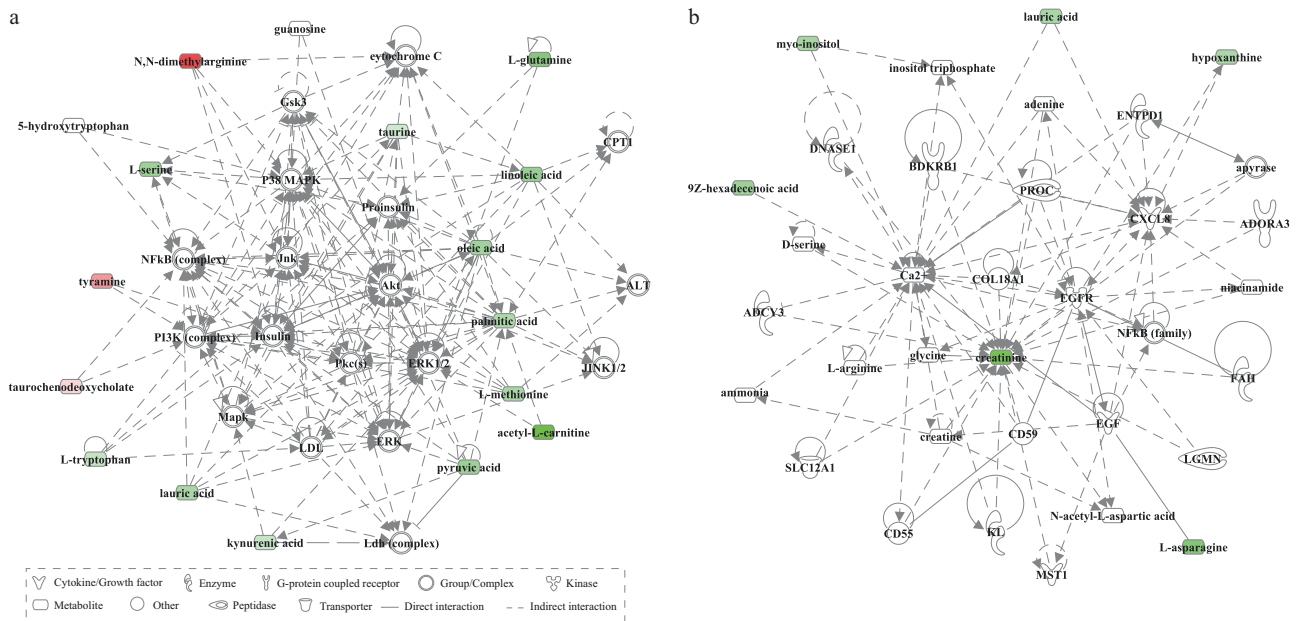 a
guanosine
N,N-dimethylarginine
cytochrome C
L-glutamine
Gsk3
5-hydroxytryptophan
taurine
CPT1
L-serine
P38 MAPK
linoleic acid
Proinsulin
oleic acid
NFkB (complex)
Jnk
tyramine
Akt
ALT
palmitic acid
PI3K (complex)
Insulin
Pkc(s)
ERK1/2
JINK1/2
taurochenodeoxycholate
L-methionine
Mapk
acetyl-L-carnitine
LDL
ERK
L-tryptophan
pyruvic acid
lauric acid
kynurenic acid
Ldh (complex)
Cytokine/Growth factor
Enzyme
G-protein coupled receptor
Group/Complex
Kinase
Metabolite
Other
Peptidase
Transporter
Direct interaction
Indirect interaction
b
lauric acid
myo-inositol
hypoxanthine
inositol triphosphate
adenine
ENTPD1
DNASE1
BDKRB1
apyrase
9Z-hexadecenoic acid
PROC
CXCL8
ADORA3
D-serine
Ca2+
COL18A1
EGFR
niacinamide
ADCY3
NFkB (family)
glycine
creatinine
L-arginine
FAH
ammonia
creatine
CD59
EGF
SLC12A1
LGMN
N-acetyl-L-aspartic acid
CD55
KL
L-asparagine
MST1